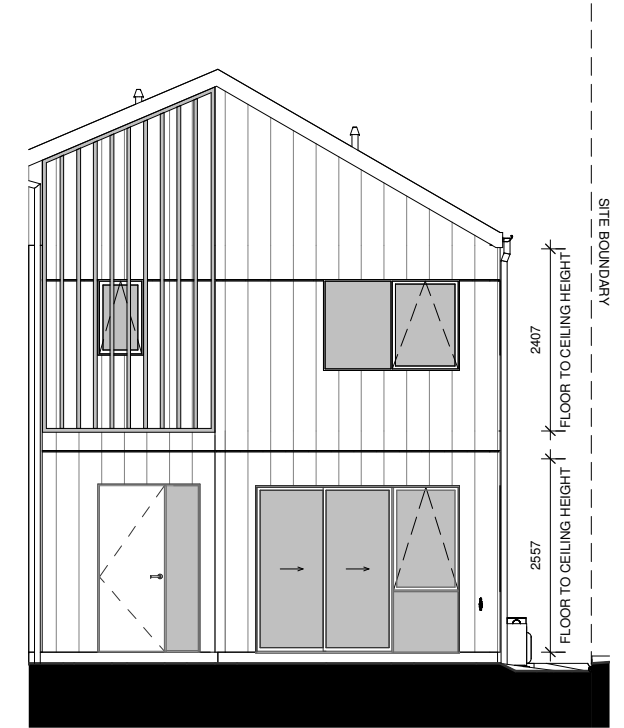 SITE BOUNDARY
2407
FLOOR TO CEILING HEIGHT
2557
FLOOR TO CEILING HEIGHT